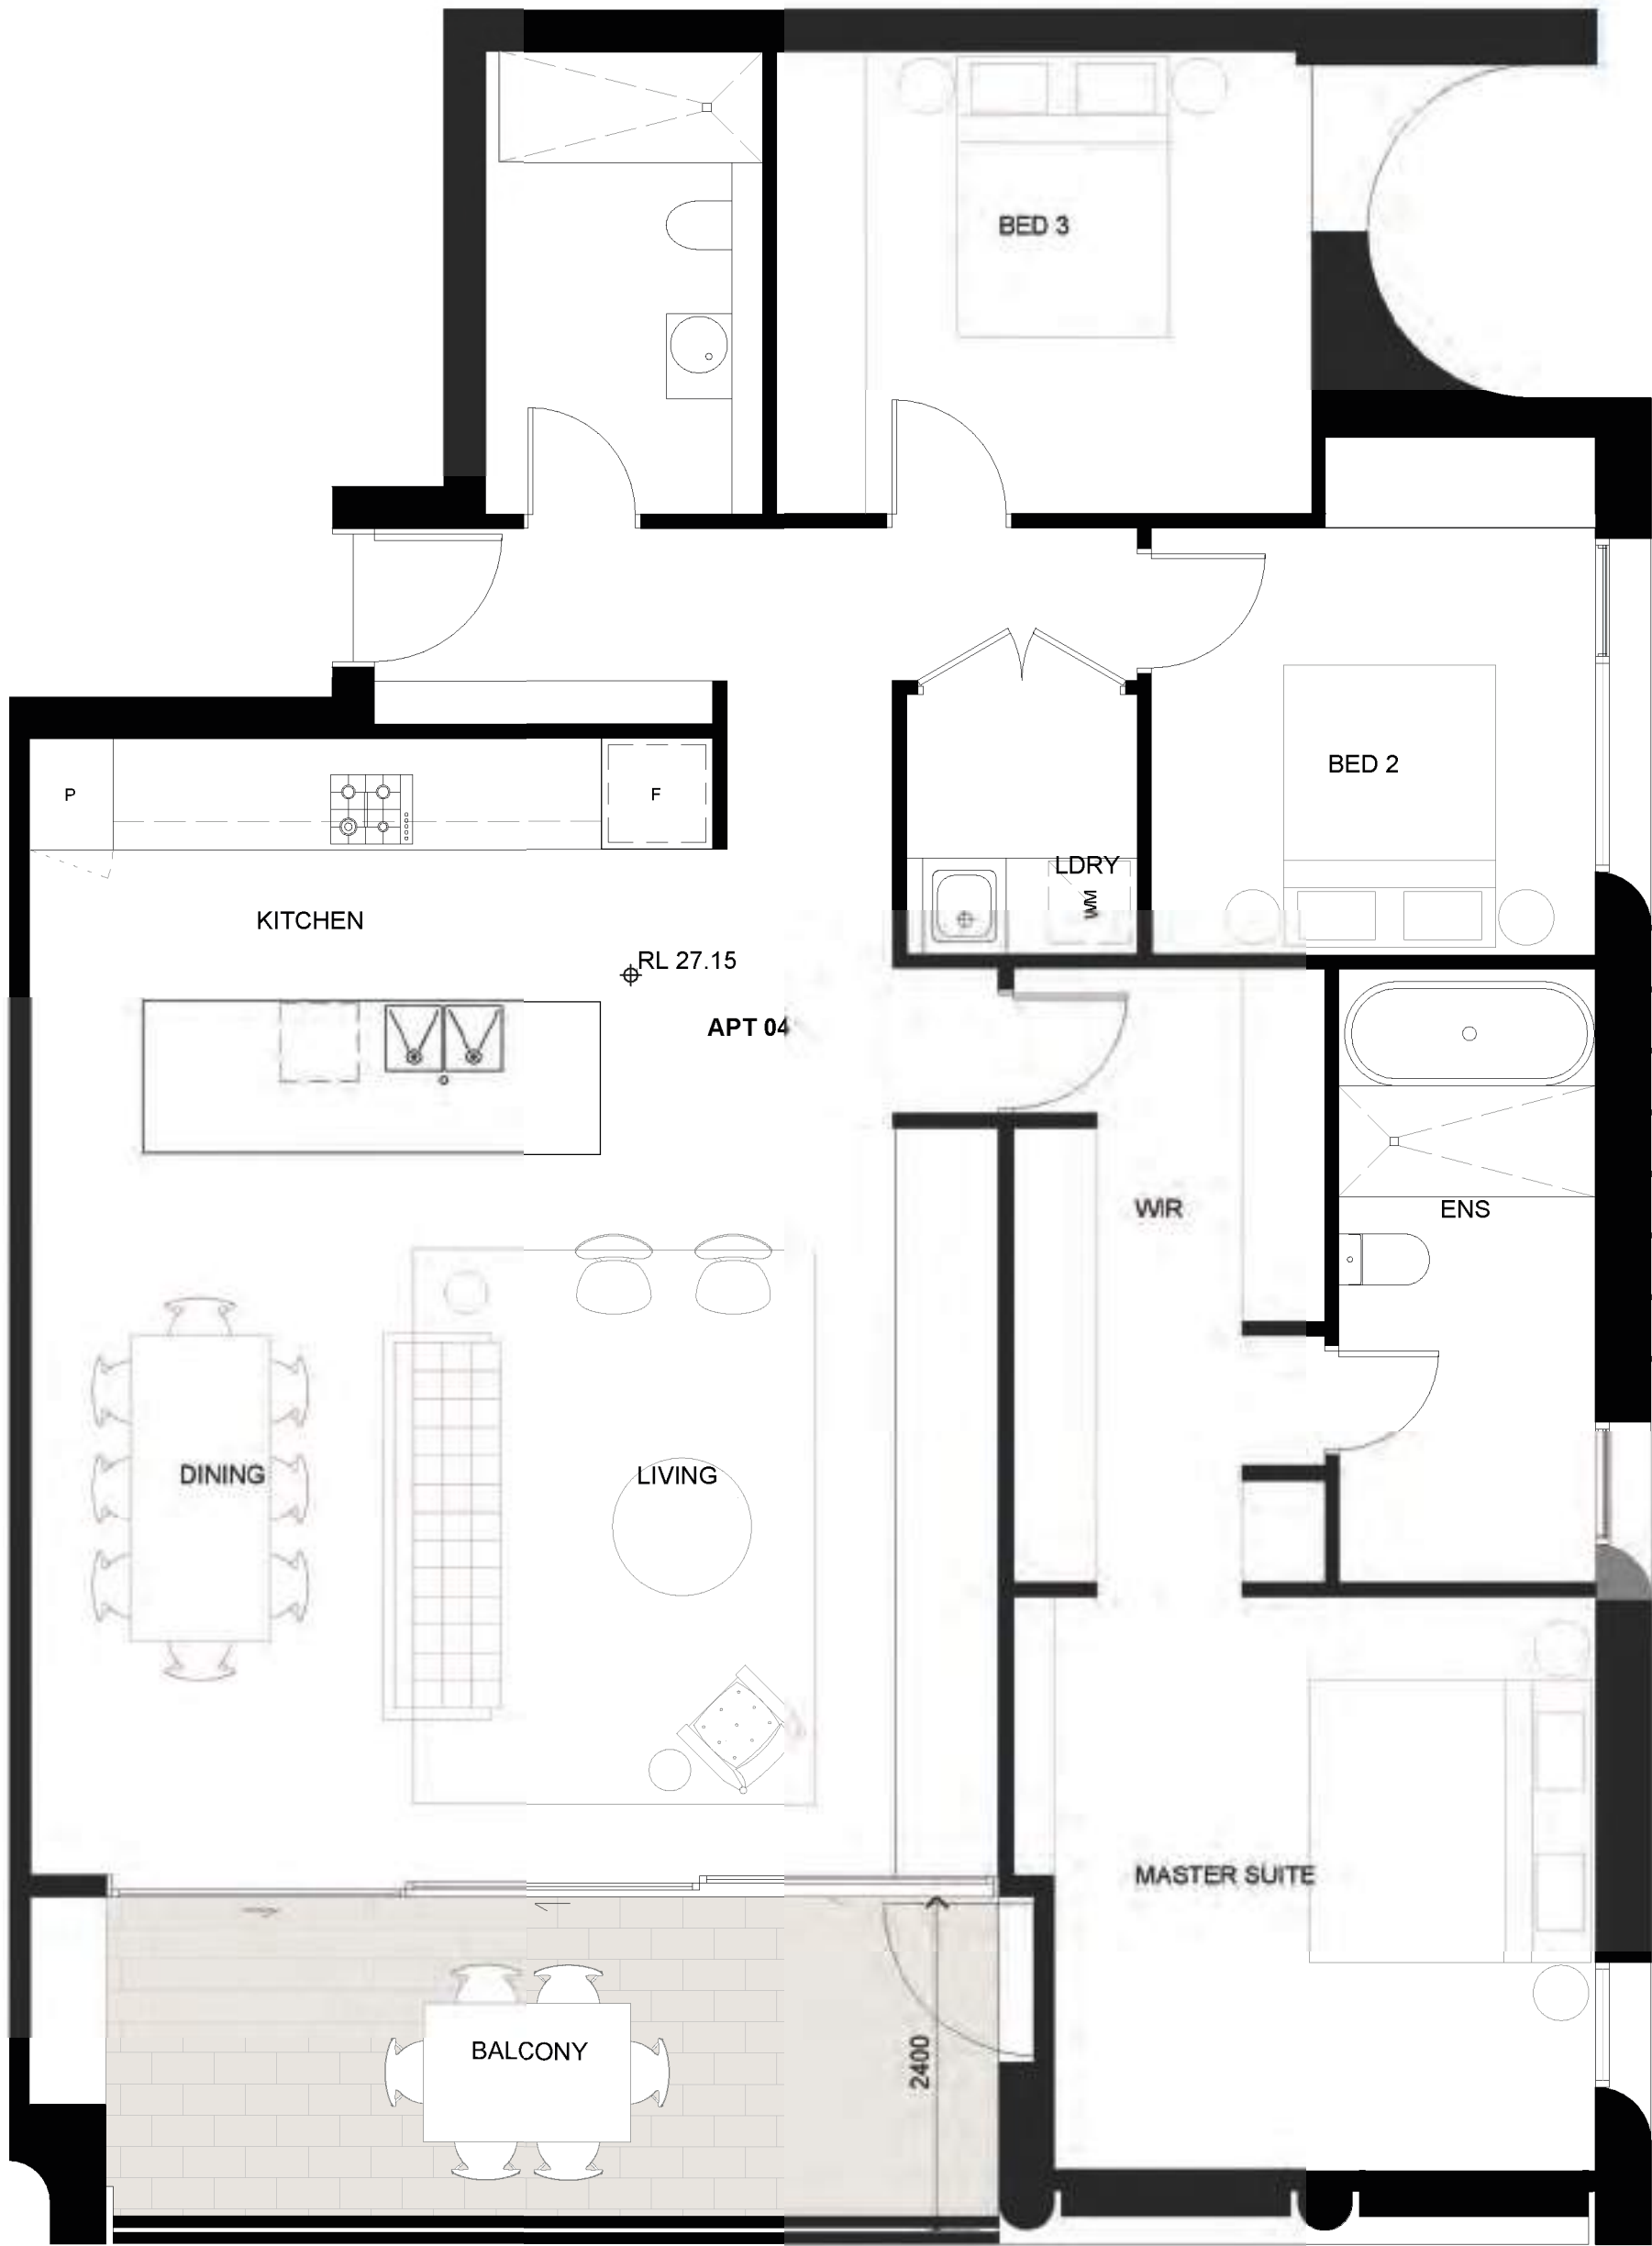 BED 3
BED 2
P
F
LDRY
WM
KITCHEN
RL 27.15
APT 04
WIR
ENS
DINING
LIVING
MASTER SUITE
BALCONY
2400